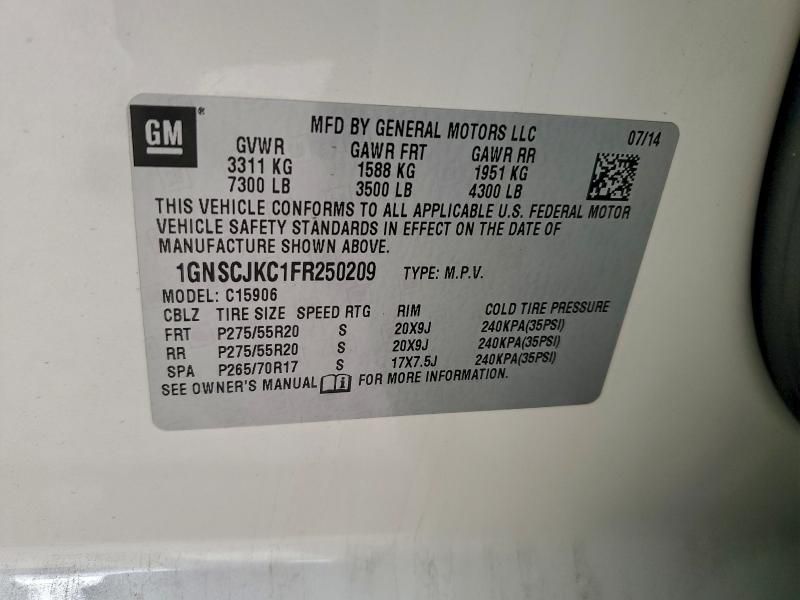 GM®
MFD BY GENERAL MOTORS LLC 07/14
GVWR GAWR FRT GAWR RR
3311 KG 1588 KG 1951 KG
7300 LB 3500 LB 4300 LB
THIS VEHICLE CONFORMS TO ALL APPLICABLE U.S. FEDERAL MOTOR
VEHICLE SAFETY STANDARDS IN EFFECT ON THE DATE OF
MANUFACTURE SHOWN ABOVE.
1GNSCJKC1FR250209 TYPE: M.P.V.
MODEL: C15906
CBLZ TIRE SIZE SPEED RTG RIM COLD TIRE PRESSURE
FRT P275/55R20 S 20X9J 240KPA(35PSI)
RR P275/55R20 S 20X9J 240KPA(35PSI)
SPA P265/70R17 S 17X7.5J 240KPA(35PSI)
SEE OWNER'S MANUAL FOR MORE INFORMATION.